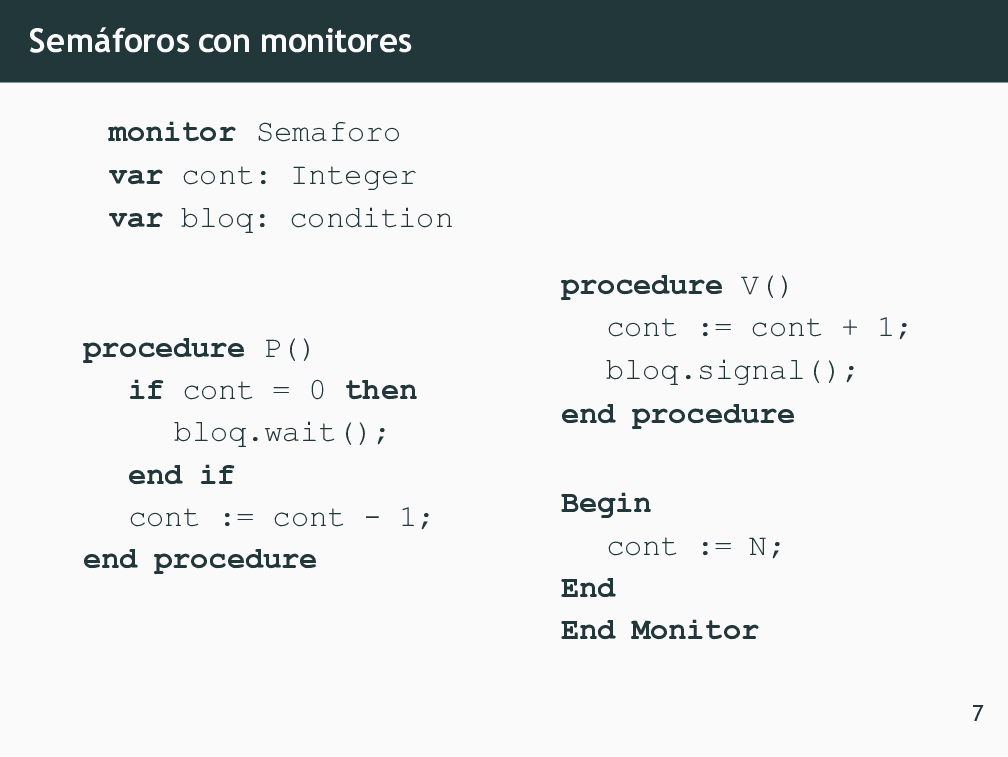 Semáforos con monitores
monitor Semaforo
var cont: Integer
var bloq: condition
procedure P()
if cont = 0 then
bloq.wait();
end if
cont := cont - 1;
end procedure
procedure V()
cont := cont + 1;
bloq.signal();
end procedure
Begin
cont := N;
End
End Monitor
7